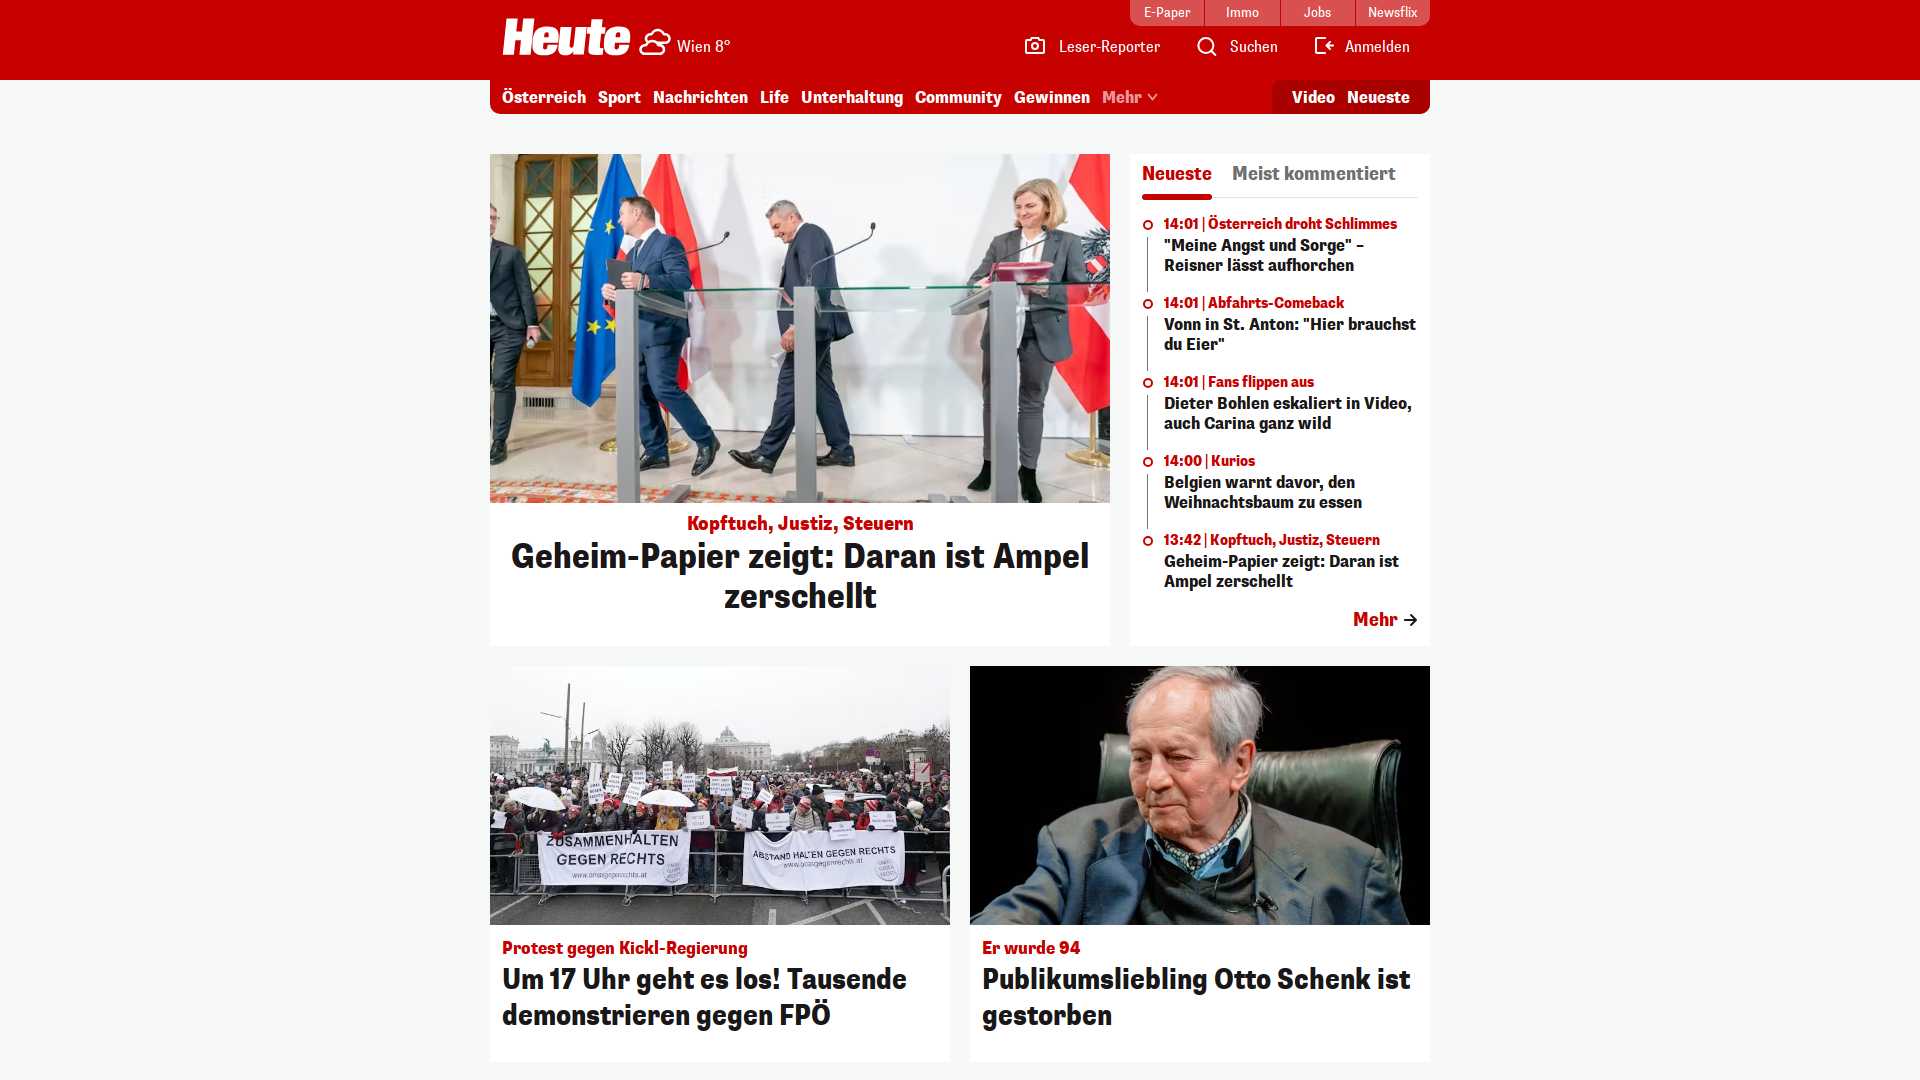 E-Paper
Immo
Jobs
Newsflix
Heute
Wien 8°
Leser-Reporter
Suchen
Anmelden
Österreich
Sport
Nachrichten
Life
Unterhaltung
Community
Gewinnen
Mehr
Video
Neueste
Kopftuch, Justiz, Steuern
Geheim-Papier zeigt: Daran ist Ampel
zerschellt
Neueste
Meist kommentiert
14:01 | Österreich droht Schlimmes
"Meine Angst und Sorge" –
Reisner lässt aufhorchen
14:01 | Abfahrts-Comeback
Vonn in St. Anton: "Hier brauchst
du Eier"
14:01 | Fans flippen aus
Dieter Bohlen eskaliert in Video,
auch Carina ganz wild
14:00 | Kurios
Belgien warnt davor, den
Weihnachtsbaum zu essen
13:42 | Kopftuch, Justiz, Steuern
Geheim-Papier zeigt: Daran ist
Ampel zerschellt
Mehr
ZUSAMMENHALTEN
GEGEN RECHTS
www.omasgegenrechts.at
ABSTAND HALTEN GEGEN RECHTS
www.omasgegenrechts.at
Protest gegen Kickl-Regierung
Um 17 Uhr geht es los! Tausende
demonstrieren gegen FPÖ
Er wurde 94
Publikumsliebling Otto Schenk ist
gestorben